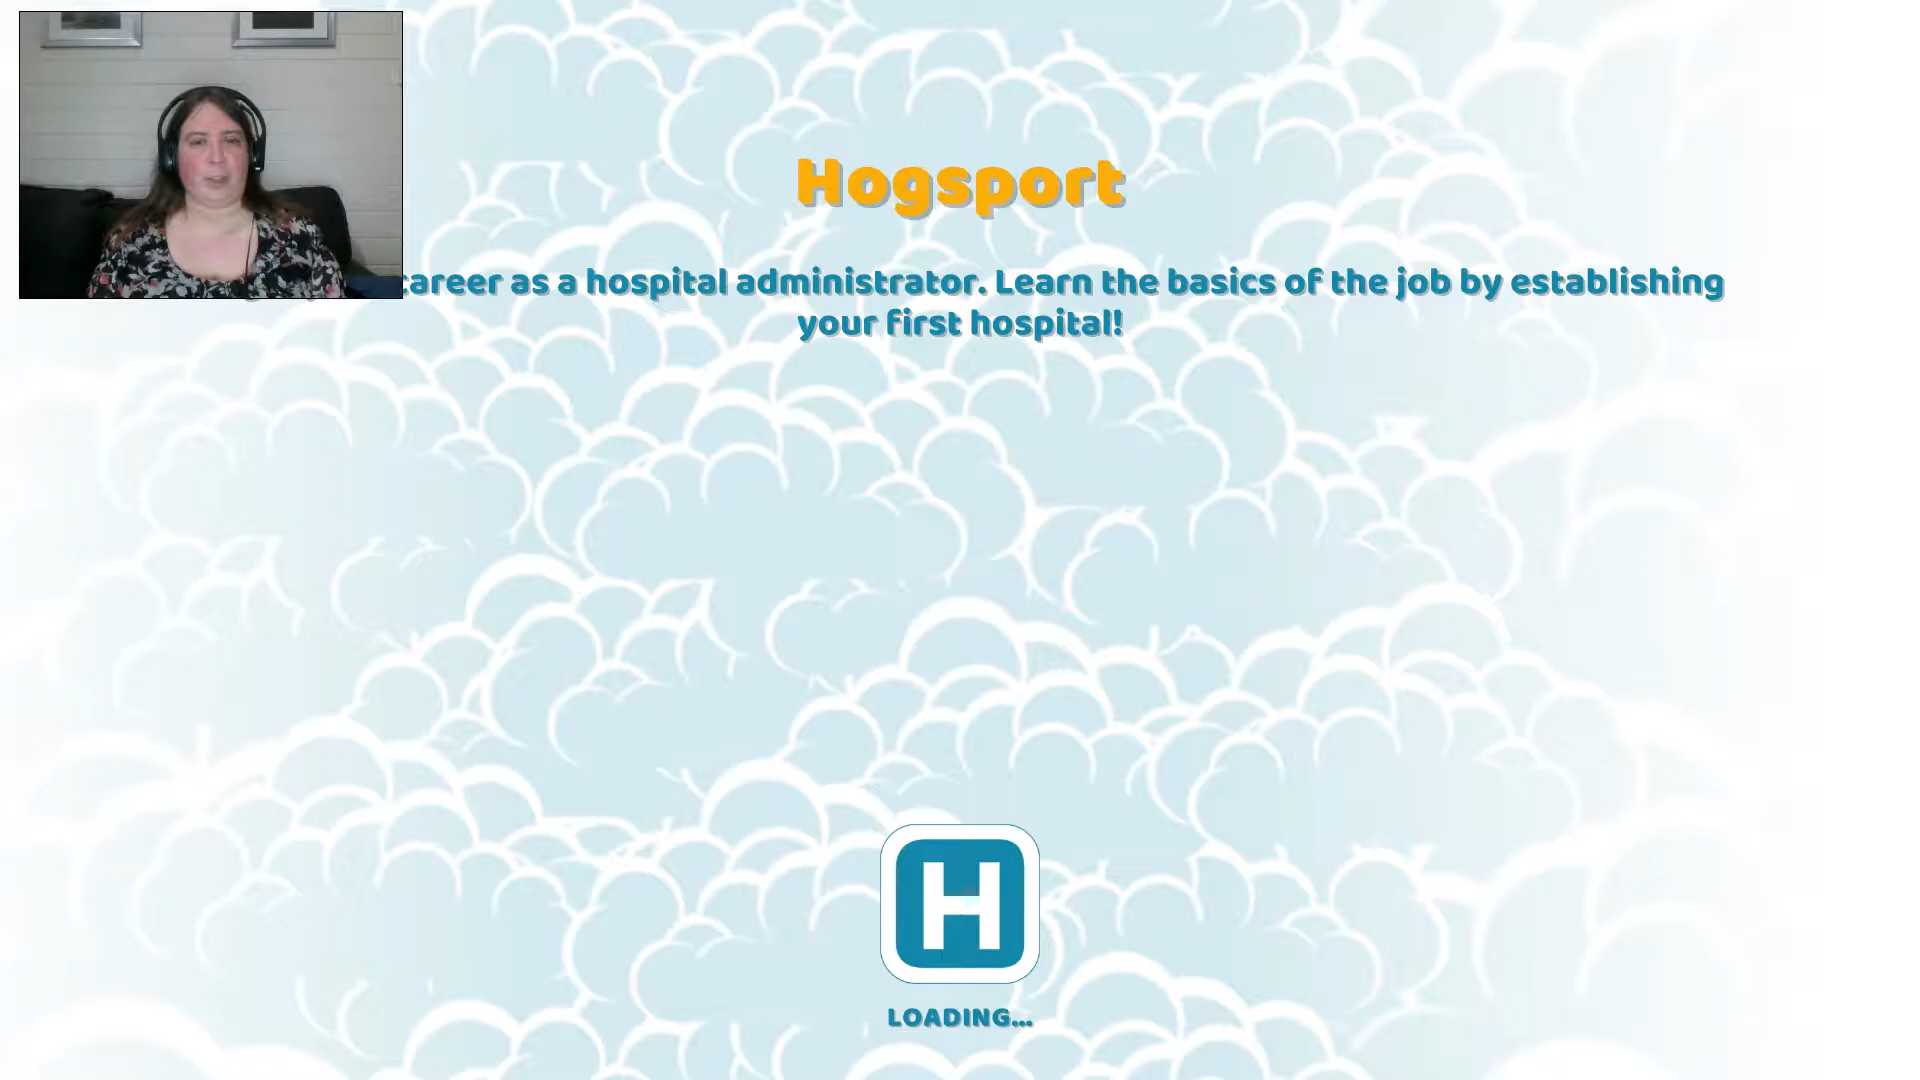 Hogsport
career as a hospital administrator. Learn the basics of the job by establishing
your first hospital!
H
LOADING...